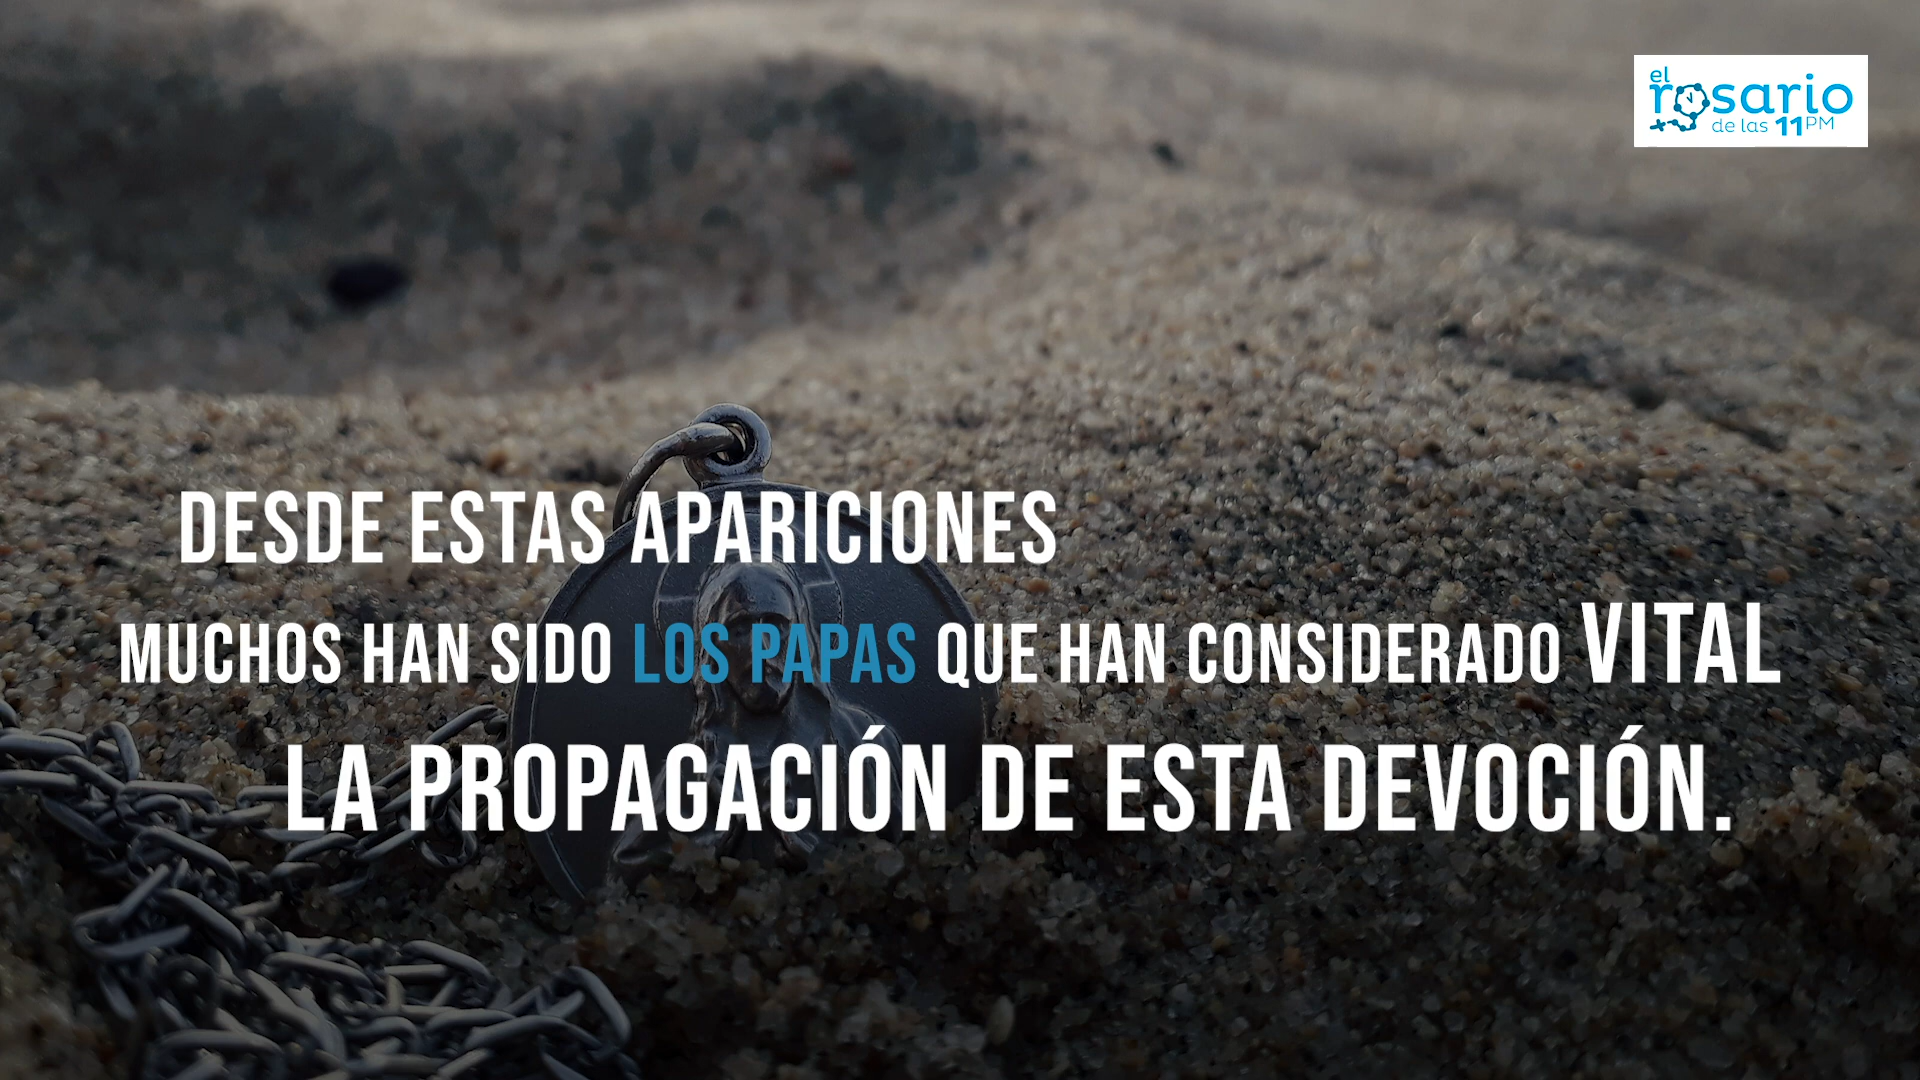 el
rosario
de las 11PM
DESDE ESTAS APARICIONES
MUCHOS HAN SIDO LOS PAPAS QUE HAN CONSIDERADO VITAL
LA PROPAGACIÓN DE ESTA DEVOCIÓN.